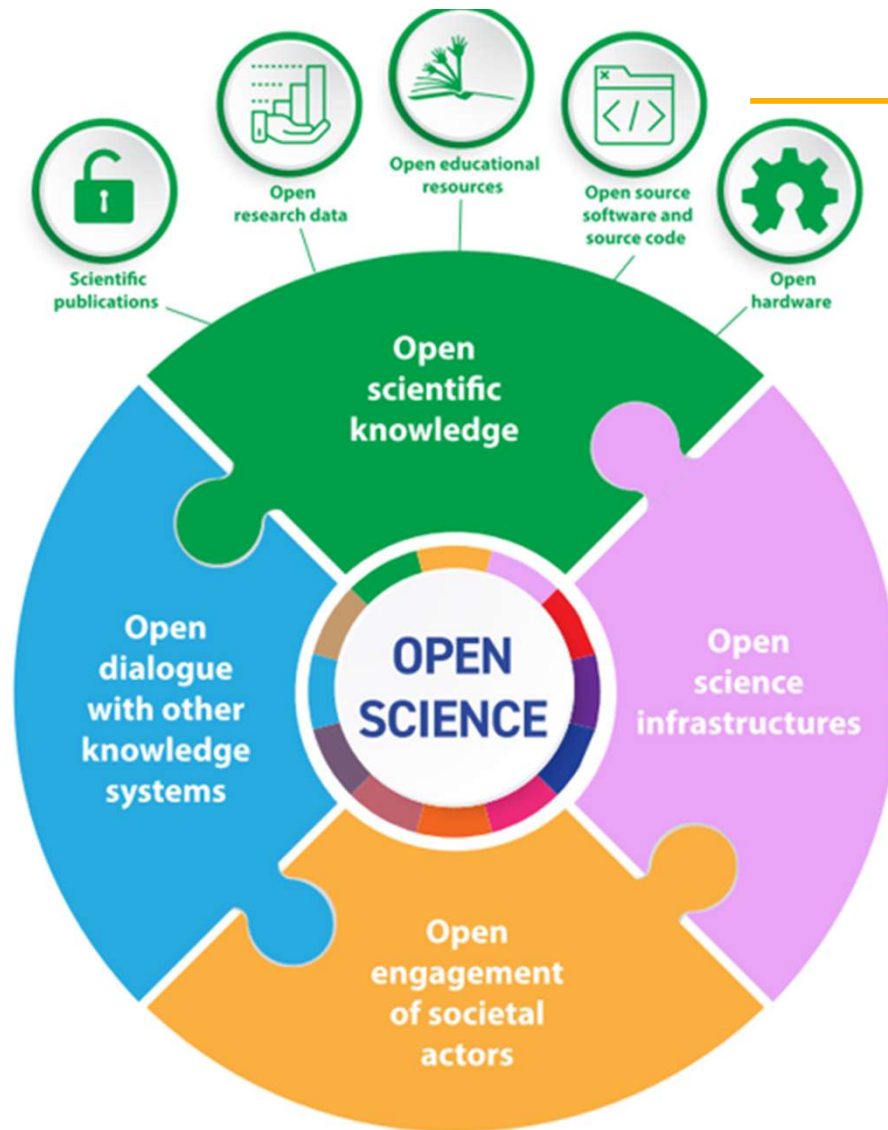 Scientific
publications
Open
research data
Open educational
resources
Open source
software and
source code
Open
hardware
Open
scientific
knowledge
Open
dialogue
with other
knowledge
systems
OPEN
SCIENCE
Open
science
infrastructures
Open
engagement
of societal
actors